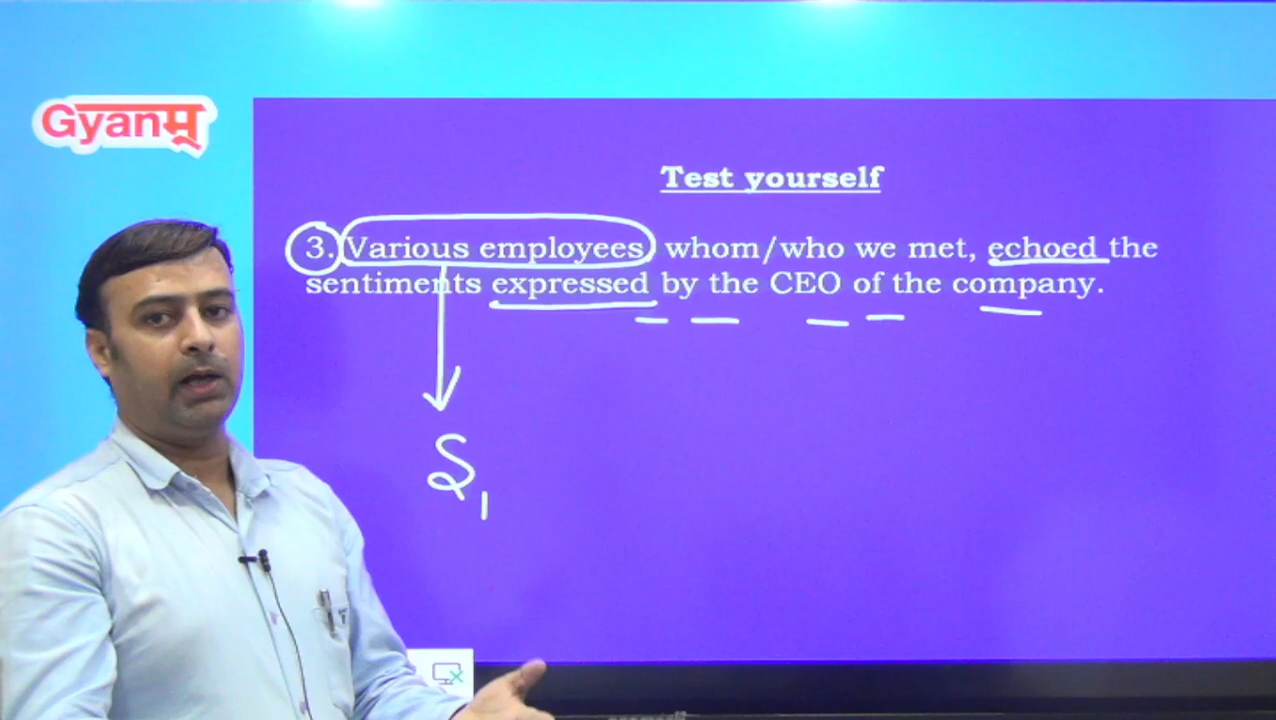 Gyanम्
Test yourself
3. Various employees whom/who we met, echoed the
sentiments expressed by the CEO of the company.
S1